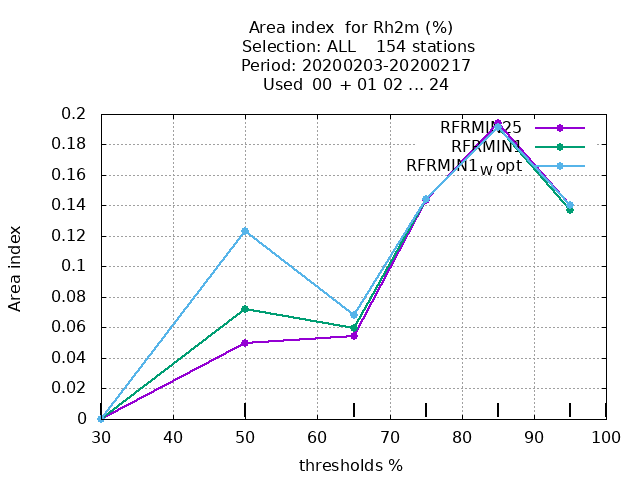 Area index  for Rh2m (%)
Selection: ALL    154 stations
Period: 20200203-20200217
Used  00 + 01 02 ... 24
0.2
0.18
0.16
0.14
0.12
0.1
0.08
0.06
0.04
0.02
0
Area index
RFRMIN25
RFRMIN1
RFRMIN1w opt
30 40 50 60 70 80 90 100
thresholds %